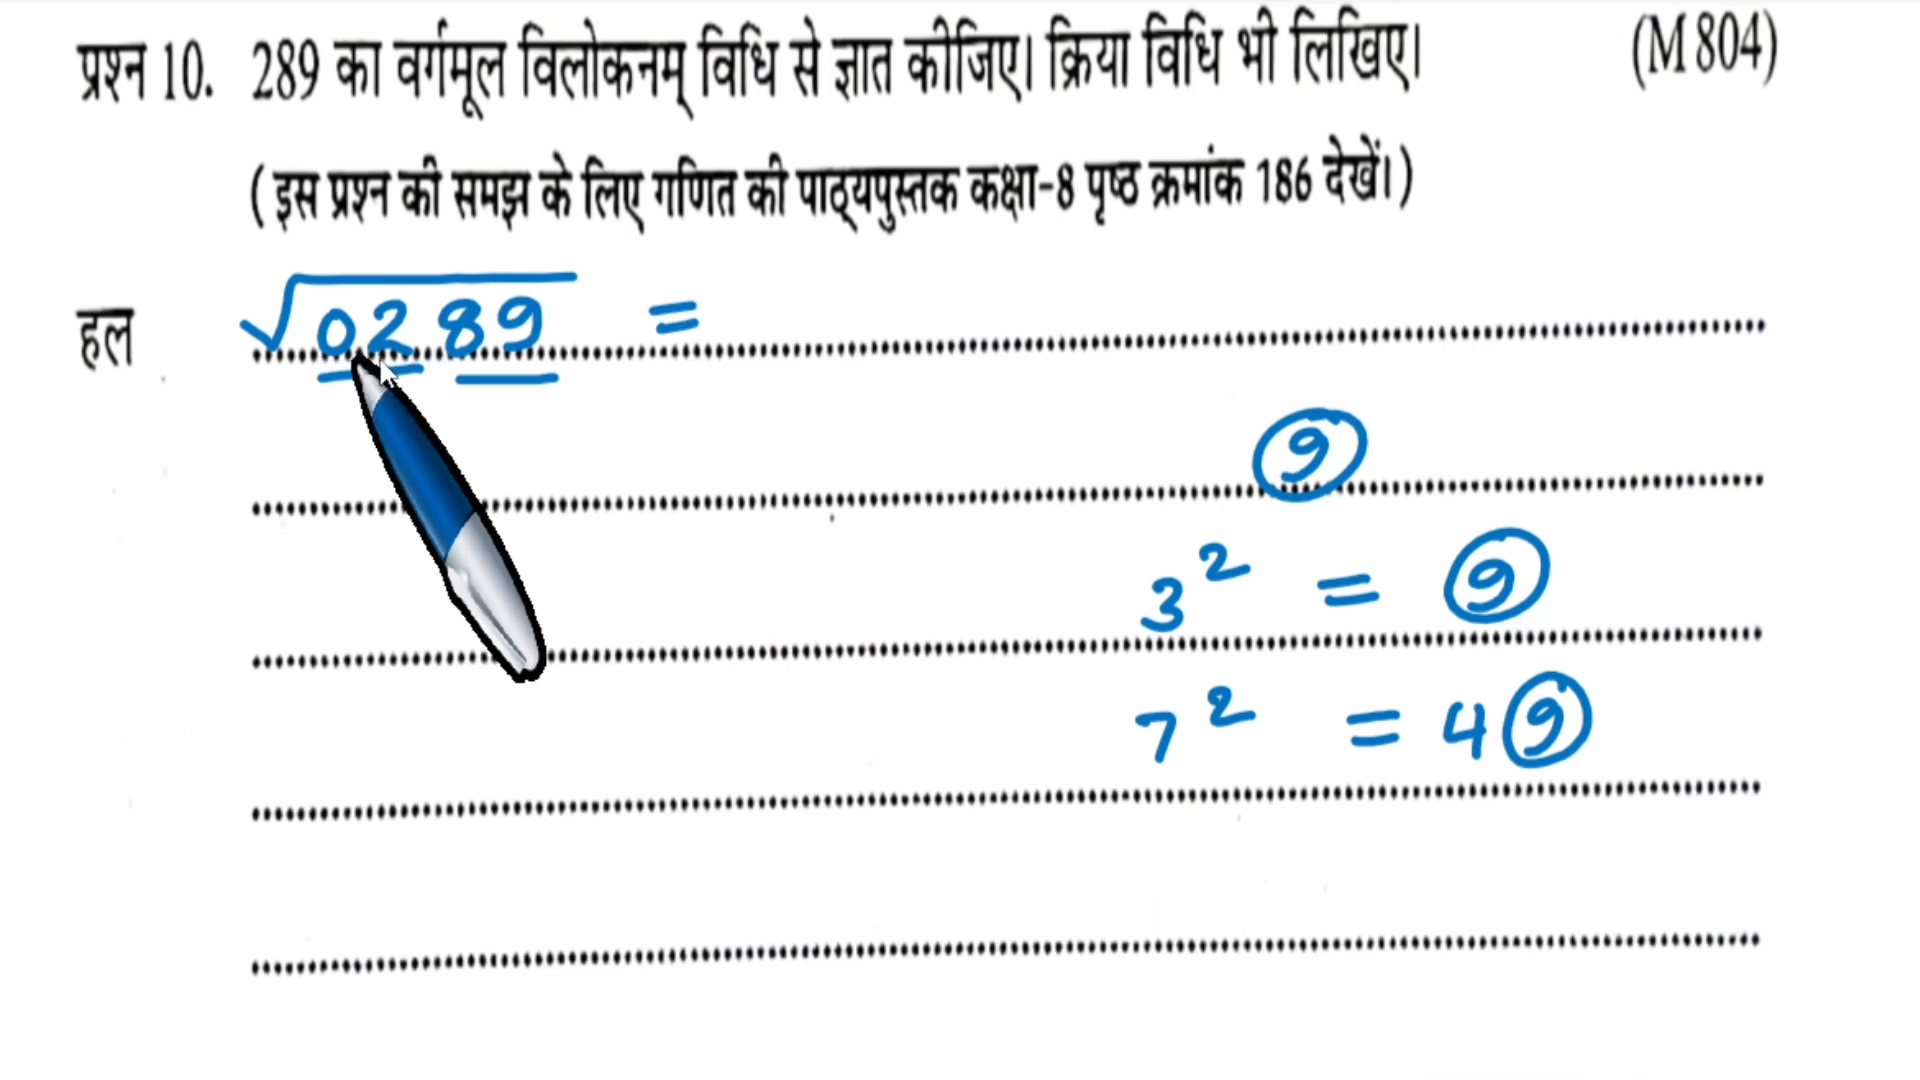 प्रश्न 10. 289 का वर्गमूल विलोकनम् विधि से ज्ञात कीजिए। क्रिया विधि भी लिखिए। (M 804)
(इस प्रश्न की समझ के लिए गणित की पाठ्यपुस्तक कक्षा-8 पृष्ठ क्रमांक 186 देखें।)
हल √0289 =
9
3² = 9
7² = 49